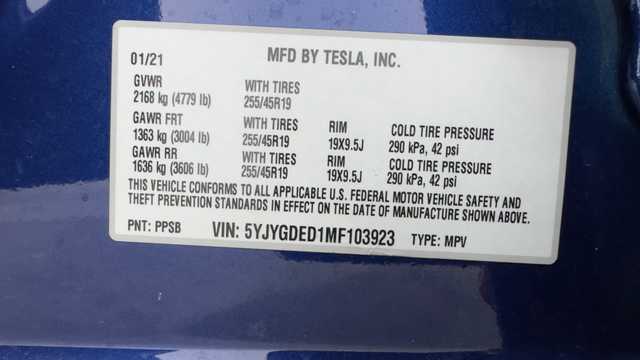 01/21 MFD BY TESLA, INC.
GVWR WITH TIRES
2168 kg (4779 lb) 255/45R19
GAWR FRT WITH TIRES RIM COLD TIRE PRESSURE
1363 kg (3004 lb) 255/45R19 19X9.5J 290 kPa, 42 psi
GAWR RR WITH TIRES RIM COLD TIRE PRESSURE
1636 kg (3606 lb) 255/45R19 19X9.5J 290 kPa, 42 psi
THIS VEHICLE CONFORMS TO ALL APPLICABLE U.S. FEDERAL MOTOR VEHICLE SAFETY AND
THEFT PREVENTION STANDARDS IN EFFECT ON THE DATE OF MANUFACTURE SHOWN ABOVE.
PNT: PPSB VIN: 5YJYGDED1MF103923 TYPE: MPV